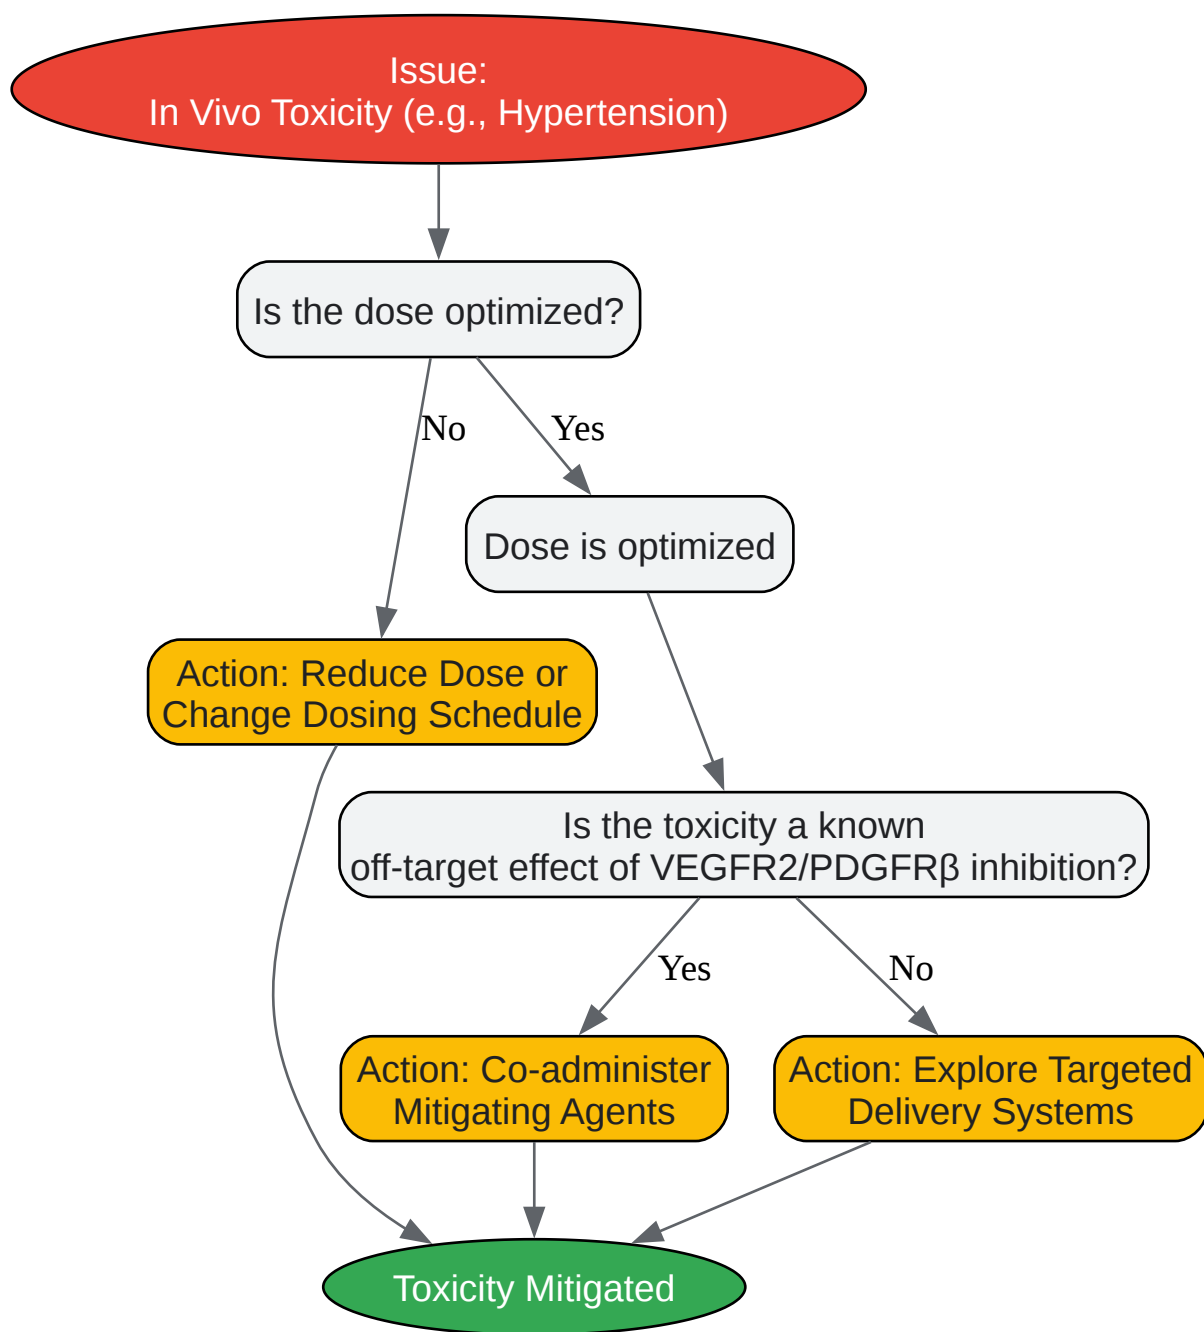 Issue:
In Vivo Toxicity (e.g., Hypertension)
Is the dose optimized?
No
Yes
Dose is optimized
Action: Reduce Dose or
Change Dosing Schedule
Is the toxicity a known
off-target effect of VEGFR2/PDGFRβ inhibition?
Yes
No
Action: Co-administer
Mitigating Agents
Action: Explore Targeted
Delivery Systems
Toxicity Mitigated